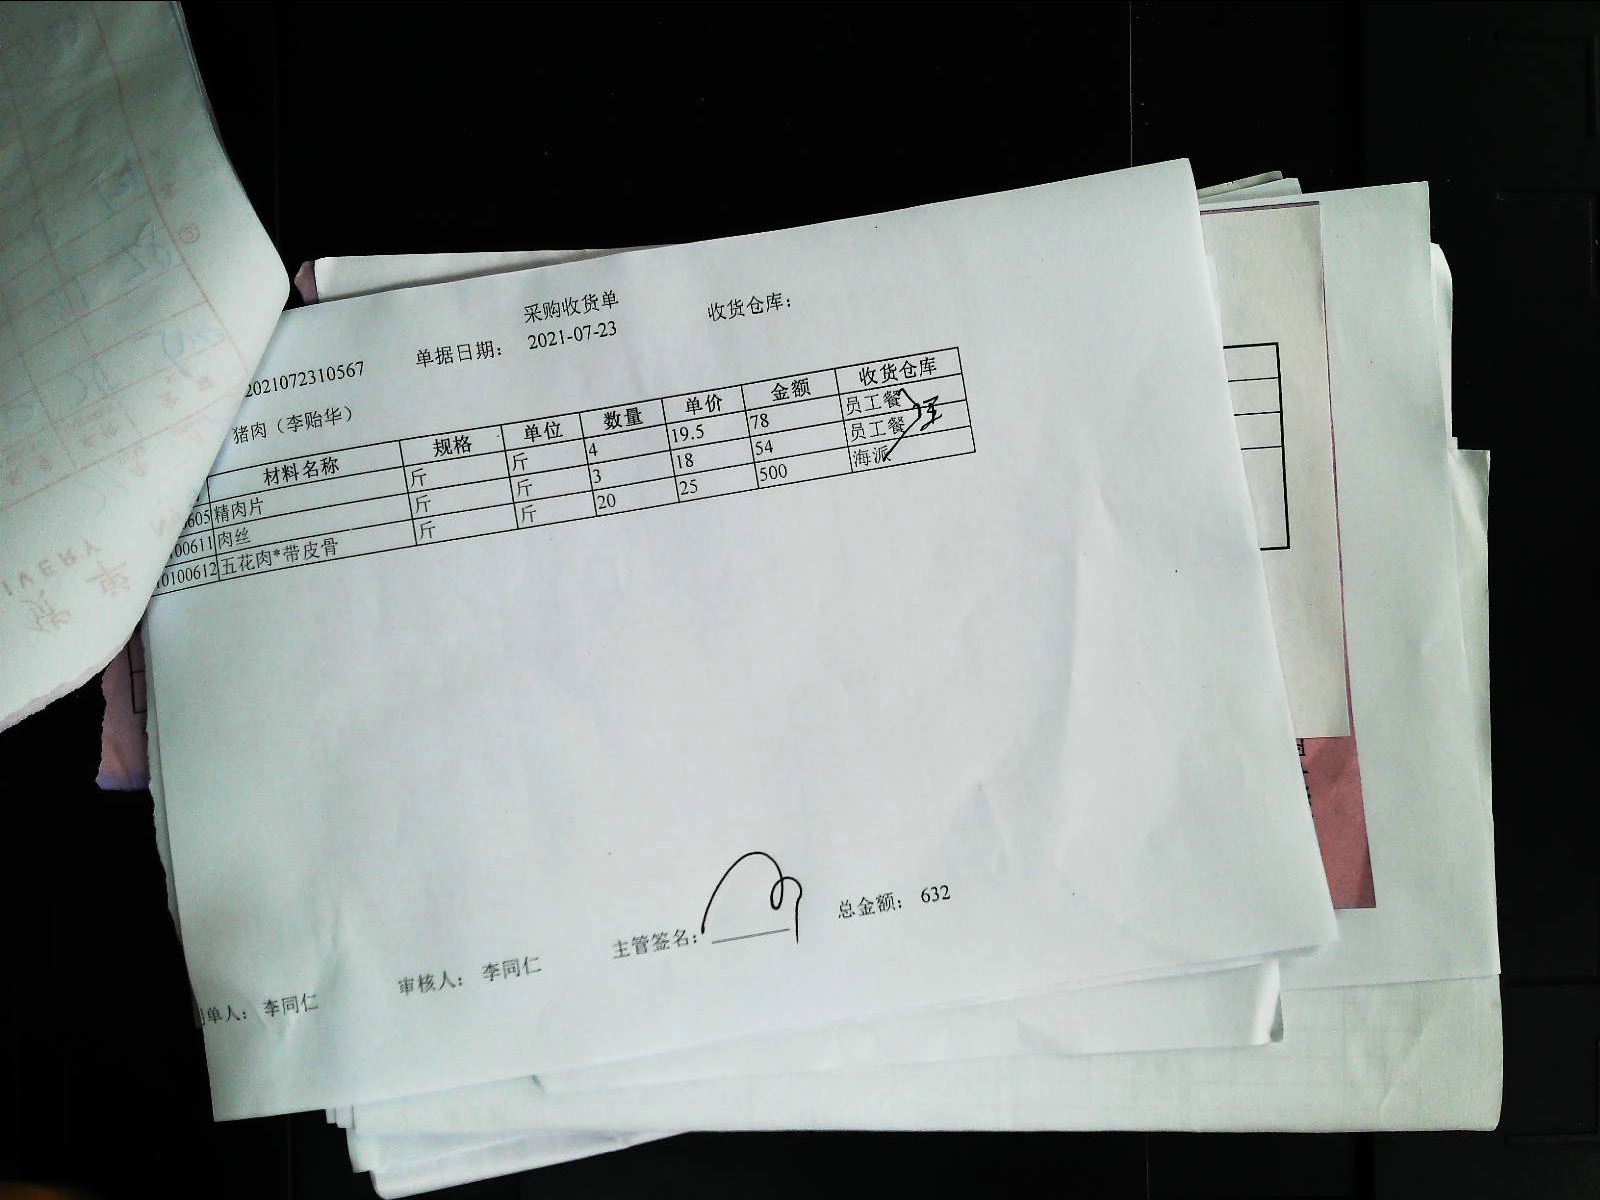 采购收货单
2021072310567 单据日期： 2021-07-23 收货仓库：
猪肉（李贻华）
材料名称 规格 单位 数量 单价 金额 收货仓库
605 精肉片 斤 斤 4 19.5 78 员工餐
00611 肉丝 斤 斤 3 18 54 员工餐
0100612 五花肉*带皮骨 斤 斤 20 25 500 海派
单人： 李同仁 审核人： 李同仁 主管签名： 总金额： 632
IVERY